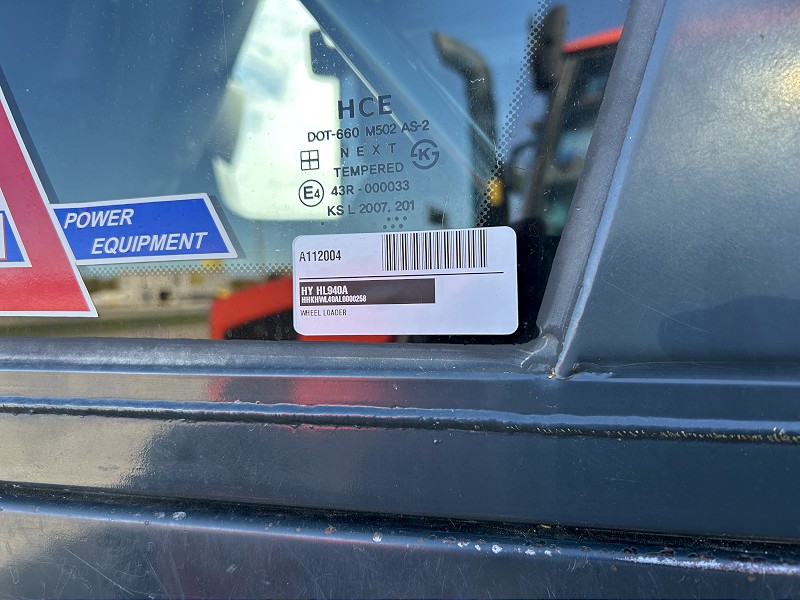 HCE
DOT-660 M502 AS-2
NEXT
TEMPERED
E4 43R - 000033
KS L 2007. 201
POWER
EQUIPMENT
A112004
HY HL940A
HHKHWL40AL0000258
WHEEL LOADER